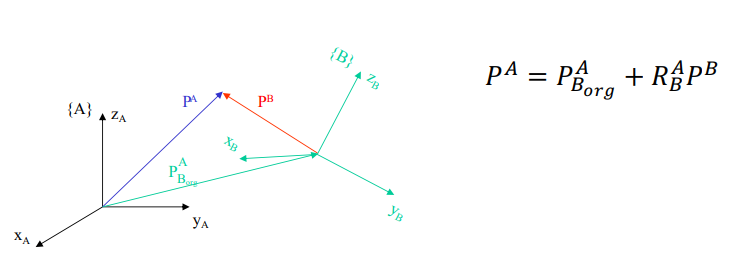 {B}
z_B
P^A = P^A_{B_{org}} + R^A_B P^B
{A}
z_A
P^A
P^B
x_B
P^A_{B_{org}}
y_A
y_B
x_A